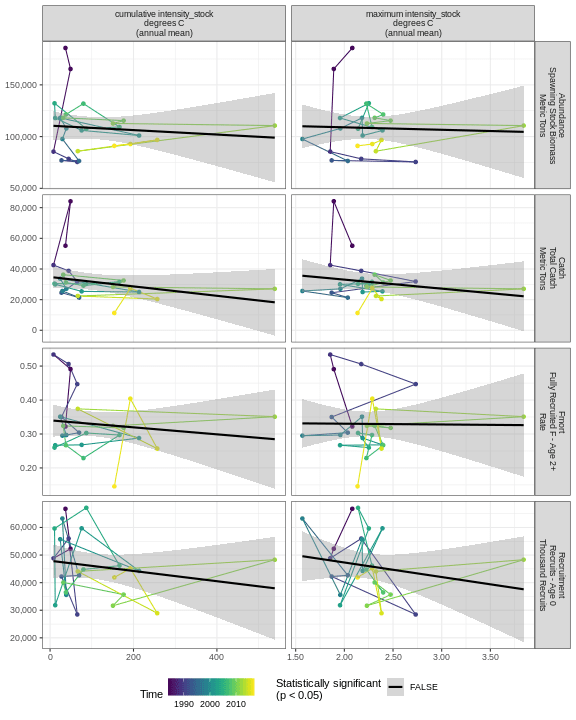 cumulative intensity_stock
degrees C
(annual mean)
maximum intensity_stock
degrees C
(annual mean)
150,000
100,000
50,000
Abundance
Spawning Stock Biomass
Metric Tons
80,000
60,000
40,000
20,000
0
Catch
Total Catch
Metric Tons
0.50
0.40
0.30
0.20
Fmort
Fully Recruited F - Age 2+
Rate
60,000
50,000
40,000
30,000
20,000
Recruitment
Recruits - Age 0
Thousand Recruits
0 200 400
1.50 2.00 2.50 3.00 3.50
Time
1990 2000 2010
Statistically significant
(p < 0.05)
FALSE